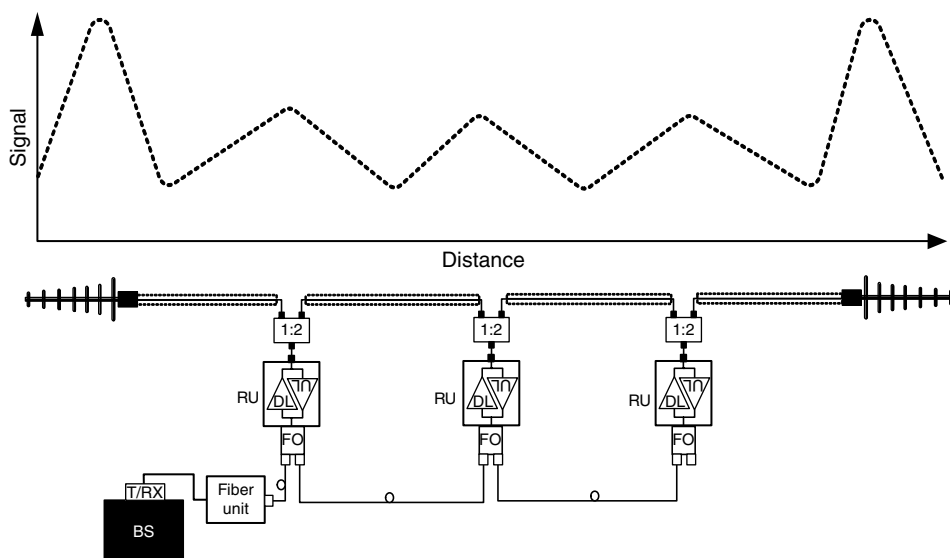 Signal
Distance
1:2
1:2
1:2
RU
DL
UL
RU
DL
UL
RU
DL
UL
FO
FO
FO
T/RX
Fiber
unit
BS